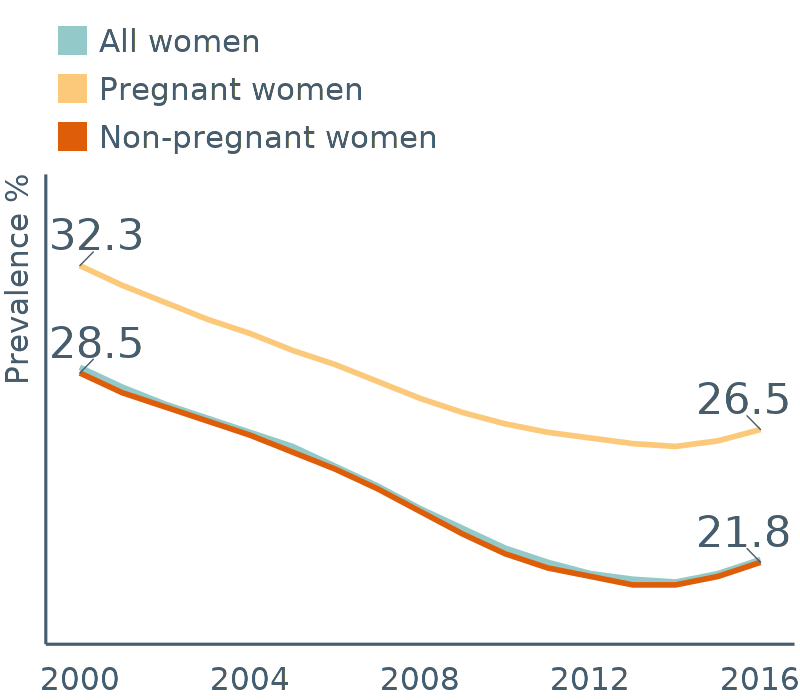 All women
Pregnant women
Non-pregnant women
Prevalence %
32.3
28.5
26.5
21.8
2000 2004 2008 2012 2016